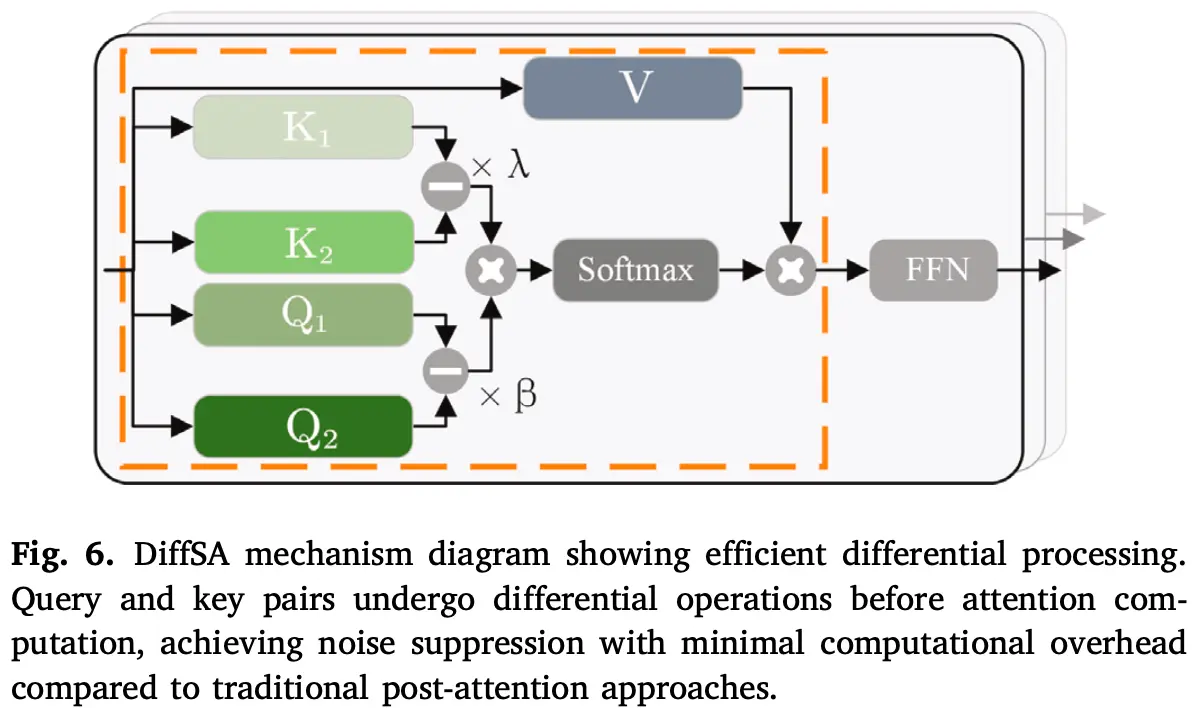 V
K₁
× λ
K₂
Softmax
FFN
Q₁
× β
Q₂
Fig. 6. DiffSA mechanism diagram showing efficient differential processing.
Query and key pairs undergo differential operations before attention com-
putation, achieving noise suppression with minimal computational overhead
compared to traditional post-attention approaches.